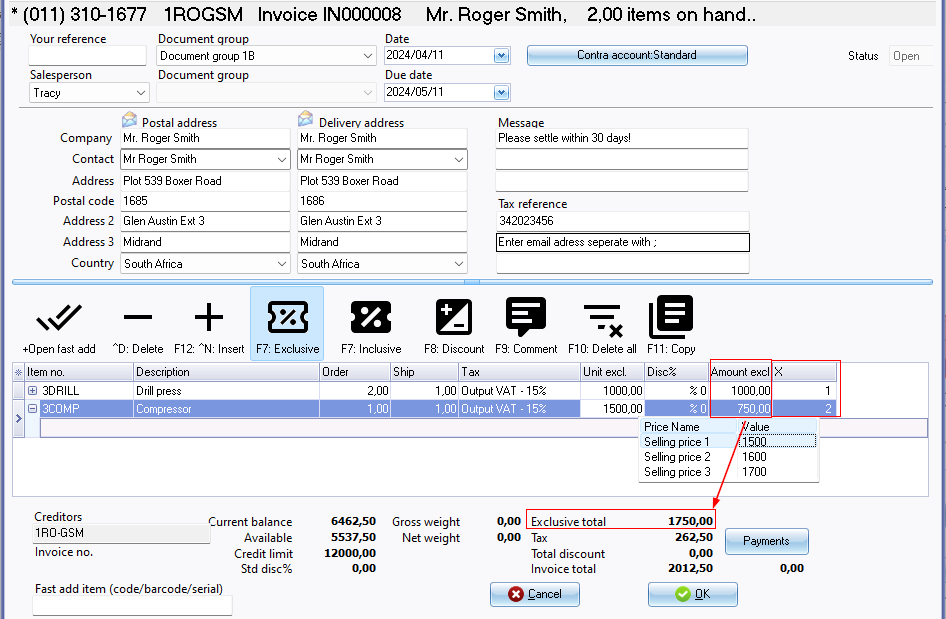 * (011) 310-1677 1ROGSM Invoice IN000008 Mr. Roger Smith, 2,00 items on hand..
Your reference Document group Date
Document group 1B 2024/04/11 Contra account:Standard Status Open
Salesperson Document group Due date
Tracy 2024/05/11
Postal address Delivery address Message
Company Mr. Roger Smith Mr. Roger Smith Please settle within 30 days!
Contact Mr Roger Smith Mr Roger Smith
Address Plot 539 Boxer Road Plot 539 Boxer Road
Postal code 1685 1686 Tax reference
Address 2 Glen Austin Ext 3 Glen Austin Ext 3 342023456
Address 3 Midrand Midrand Enter email adress seperate with ;
Country South Africa South Africa
+Open fast add ^D: Delete F12: ^N: Insert F7: Exclusive F7: Inclusive F8: Discount F9: Comment F10: Delete all F11: Copy
Item no. Description Order Ship Tax Unit excl. Disc% Amount excl X
3DRILL Drill press 2,00 1,00 Output VAT - 15% 1000,00 % 0 1000,00 1
3COMP Compressor 1,00 1,00 Output VAT - 15% 1500,00 % 0 750,00 2
Price Name Value
Selling price 1 1500
Selling price 2 1600
Selling price 3 1700
Creditors Current balance 6462,50 Gross weight 0,00 Exclusive total 1750,00
1RO-GSM Available 5537,50 Net weight 0,00 Tax 262,50 Payments
Invoice no. Credit limit 12000,00 Total discount 0,00
Std disc% 0,00 Invoice total 2012,50 0,00
Fast add item (code/barcode/serial) Cancel OK